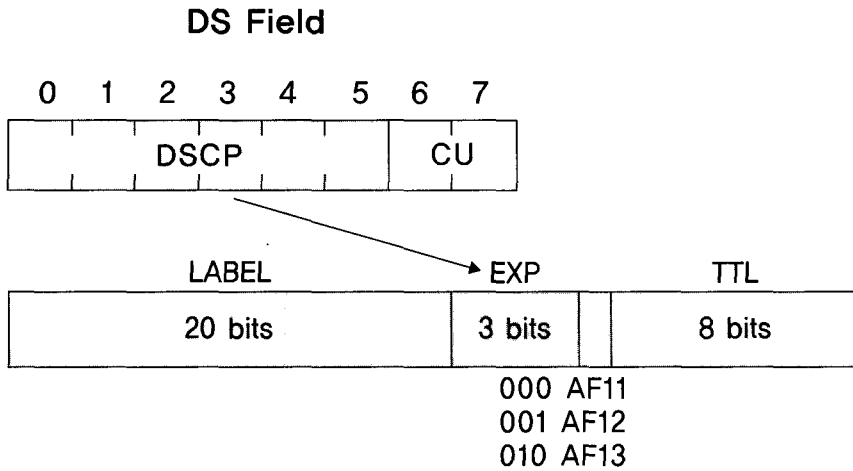 DS Field
0 1 2 3 4 5 6 7
DSCP CU
LABEL EXP TTL
20 bits 3 bits 8 bits
000 AF11
001 AF12
010 AF13